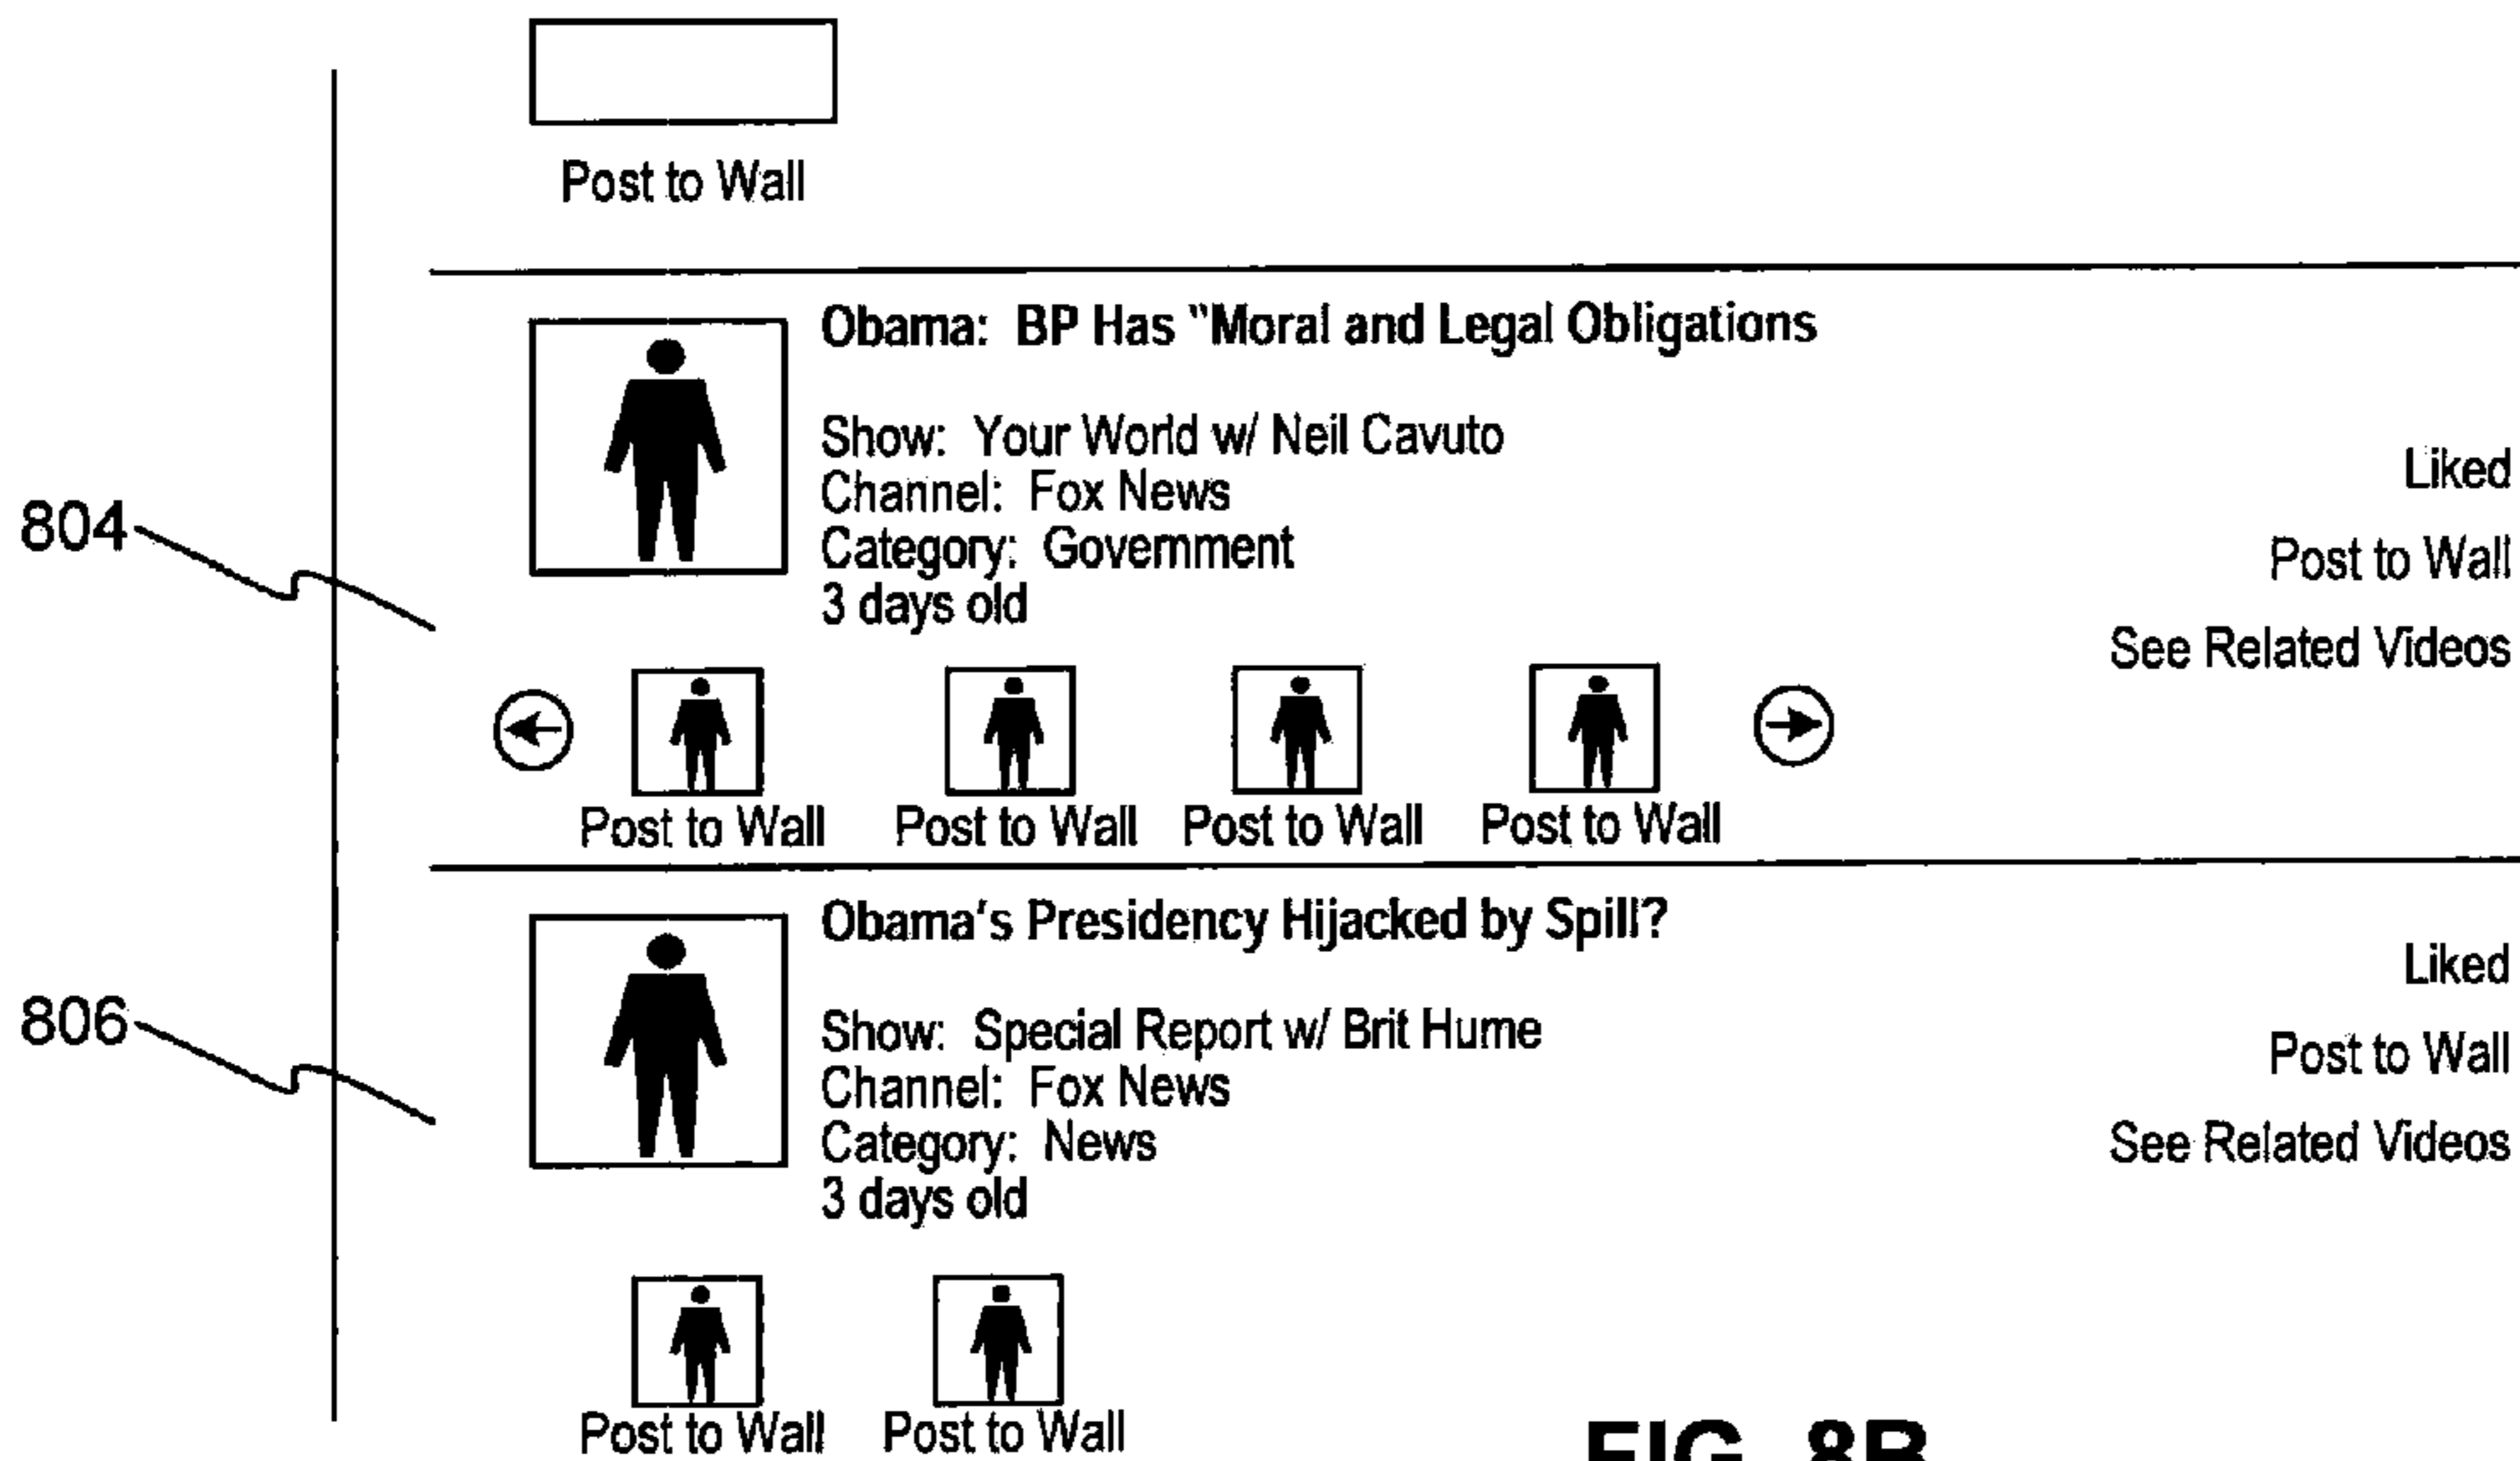 Post to Wall
Obama: BP Has "Moral and Legal Obligations
Show: Your World w/ Neil Cavuto
Channel: Fox News
Category: Government
3 days old
Liked
Post to Wall
See Related Videos
804
Post to Wall Post to Wall Post to Wall Post to Wall
Obama's Presidency Hijacked by Spill?
Show: Special Report w/ Brit Hume
Channel: Fox News
Category: News
3 days old
Liked
Post to Wall
See Related Videos
806
Post to Wall Post to Wall
FIG. 8B